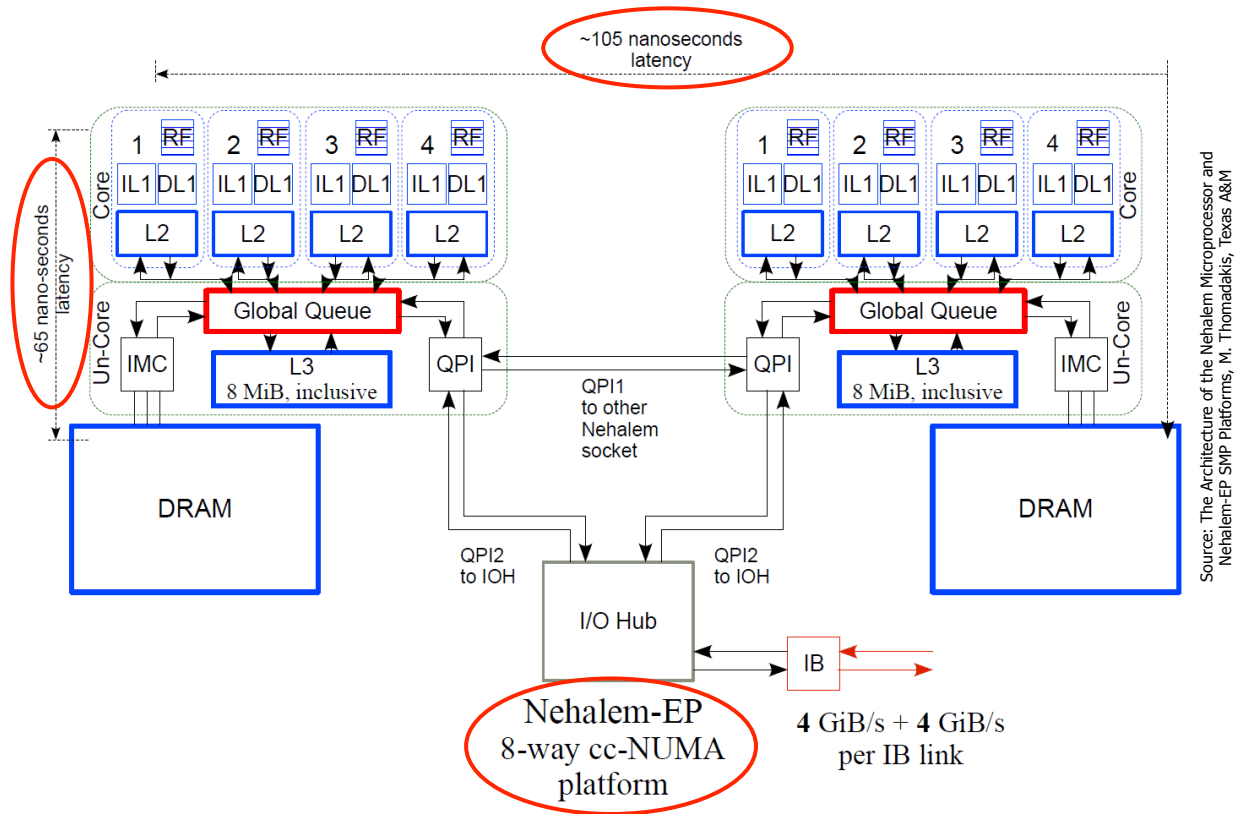 ~105 nanoseconds
latency
1
RF
2
RF
3
RF
4
RF
IL1
DL1
IL1
DL1
IL1
DL1
IL1
DL1
L2
L2
L2
L2
Core
Global Queue
IMC
L3
8 MiB, inclusive
QPI
Un-Core
~65 nano-seconds
latency
DRAM
1
RF
2
RF
3
RF
4
RF
IL1
DL1
IL1
DL1
IL1
DL1
IL1
DL1
L2
L2
L2
L2
Core
Global Queue
QPI
L3
8 MiB, inclusive
IMC
Un-Core
DRAM
QPI1
to other
Nehalem
socket
QPI2
to IOH
QPI2
to IOH
I/O Hub
IB
Nehalem-EP
8-way cc-NUMA
platform
4 GiB/s + 4 GiB/s
per IB link
Source: The Architecture of the Nehalem Microprocessor and
Nehalem-EP SMP Platforms, M. Thomadakis, Texas A&M